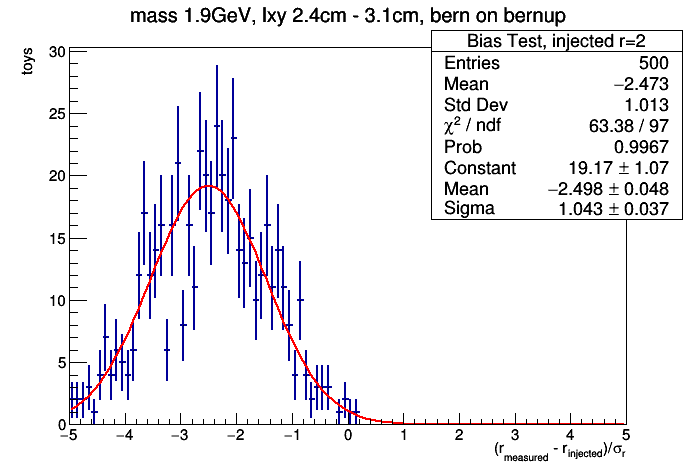 mass 1.9GeV, lxy 2.4cm - 3.1cm, bern on bernup
Bias Test, injected r=2
Entries 500
Mean −2.473
Std Dev 1.013
χ² / ndf 63.38 / 97
Prob 0.9967
Constant 19.17 ± 1.07
Mean −2.498 ± 0.048
Sigma 1.043 ± 0.037
toys
30
25
20
15
10
5
0
−5 −4 −3 −2 −1 0 1 2 3 4 5
(r_measured - r_injected)/σ_r